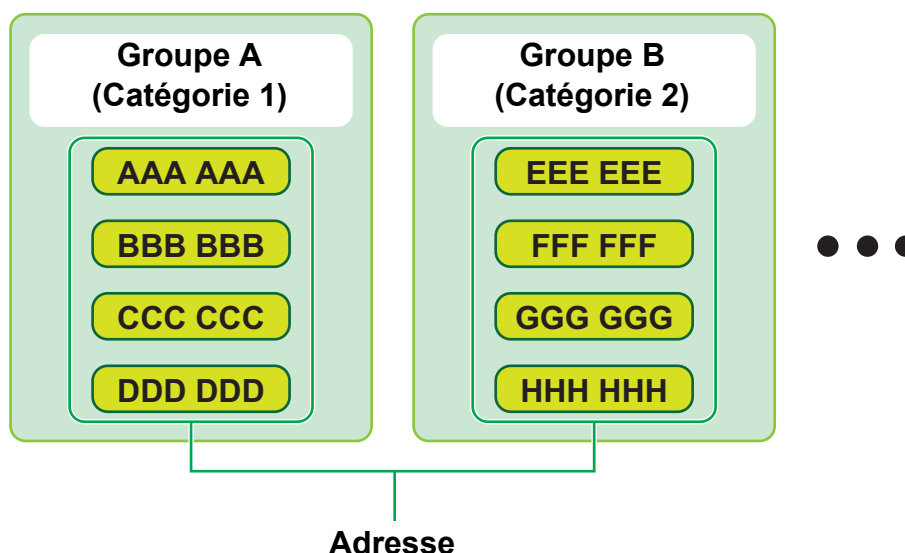 Groupe A
(Catégorie 1)
AAA AAA
BBB BBB
CCC CCC
DDD DDD
Groupe B
(Catégorie 2)
EEE EEE
FFF FFF
GGG GGG
HHH HHH
Adresse